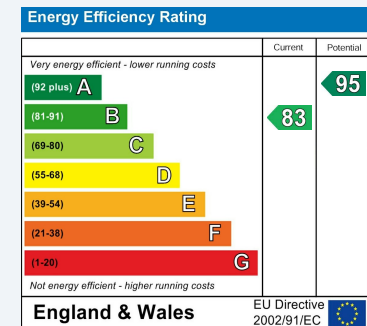 Energy Efficiency Rating
Current Potential
Very energy efficient - lower running costs
(92 plus) A
95
(81-91) B
83
(69-80) C
(55-68) D
(39-54) E
(21-38) F
(1-20) G
Not energy efficient - higher running costs
England & Wales
EU Directive
2002/91/EC